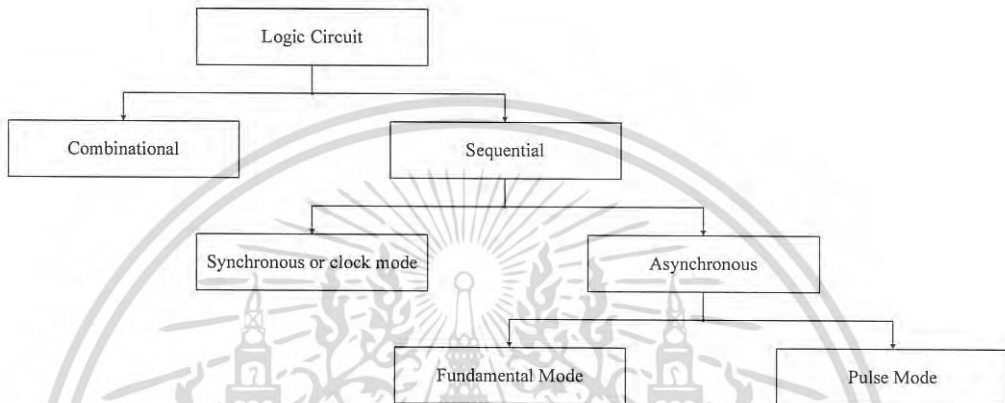 Logic Circuit
Combinational
Sequential
Synchronous or clock mode
Asynchronous
Fundamental Mode
Pulse Mode